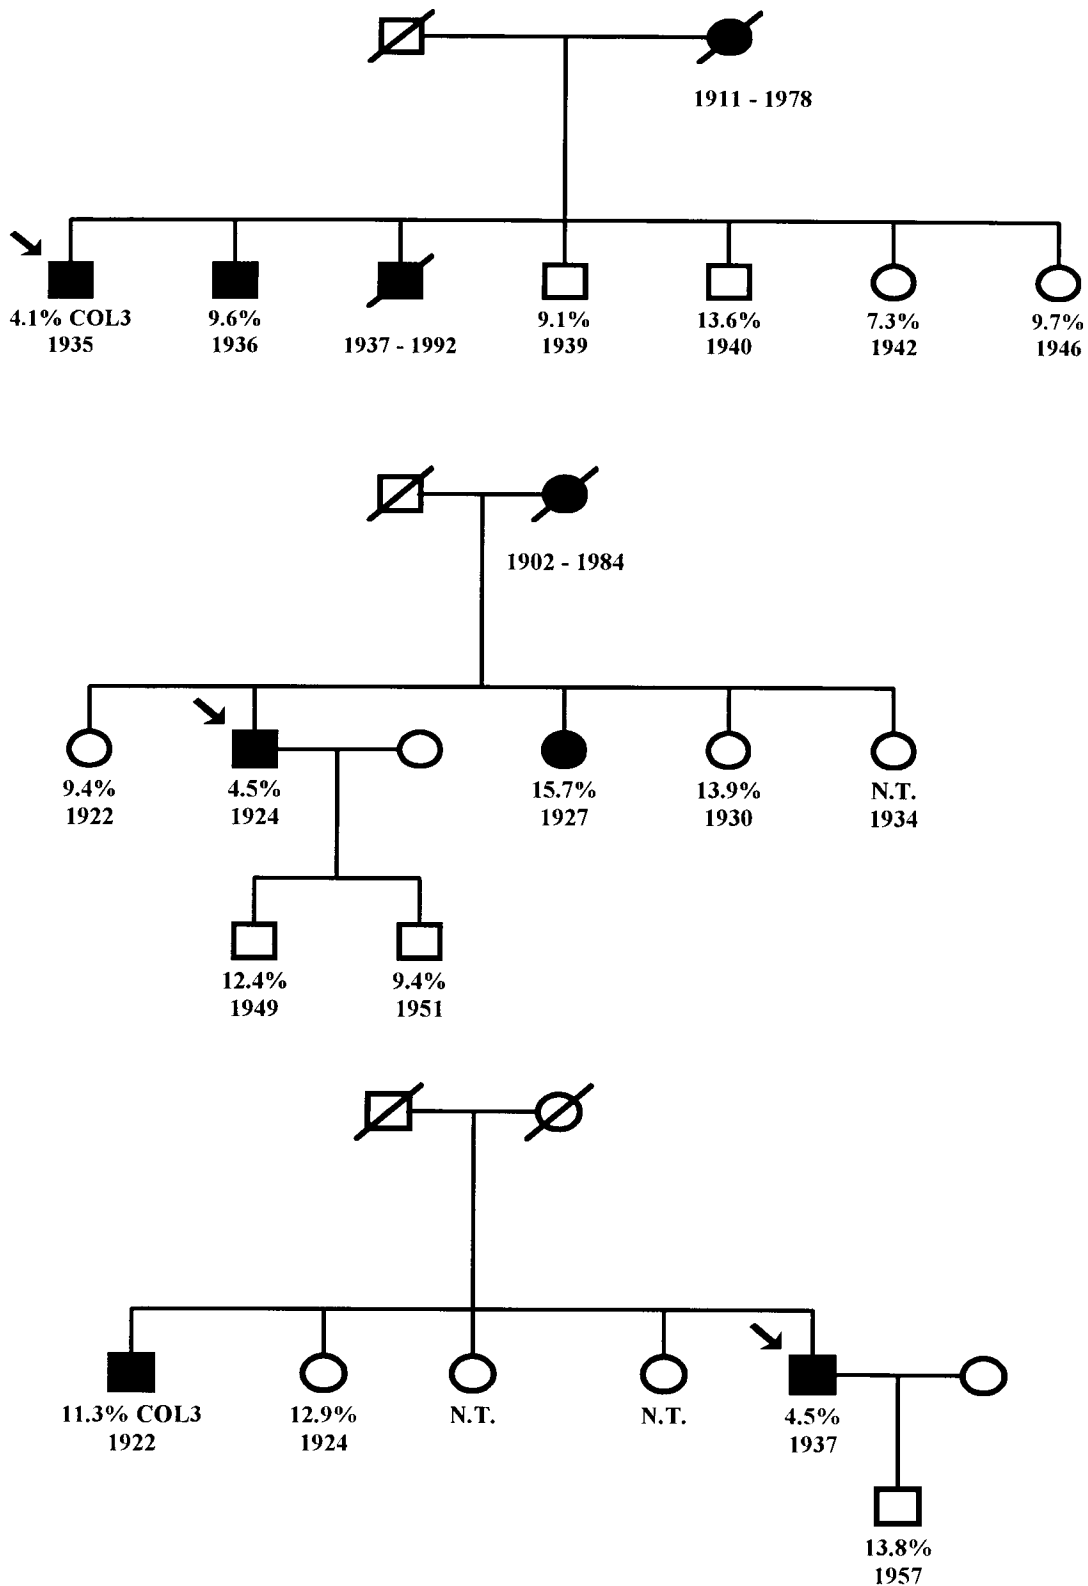 1911 - 1978
4.1% COL3 9.6% 9.1% 13.6% 7.3% 9.7%
1935 1936 1937 - 1992 1939 1940 1942 1946
1902 - 1984
9.4% 4.5% 15.7% 13.9% N.T.
1922 1924 1927 1930 1934
12.4% 9.4%
1949 1951
11.3% COL3 12.9% N.T. N.T. 4.5%
1922 1924 1937
13.8%
1957